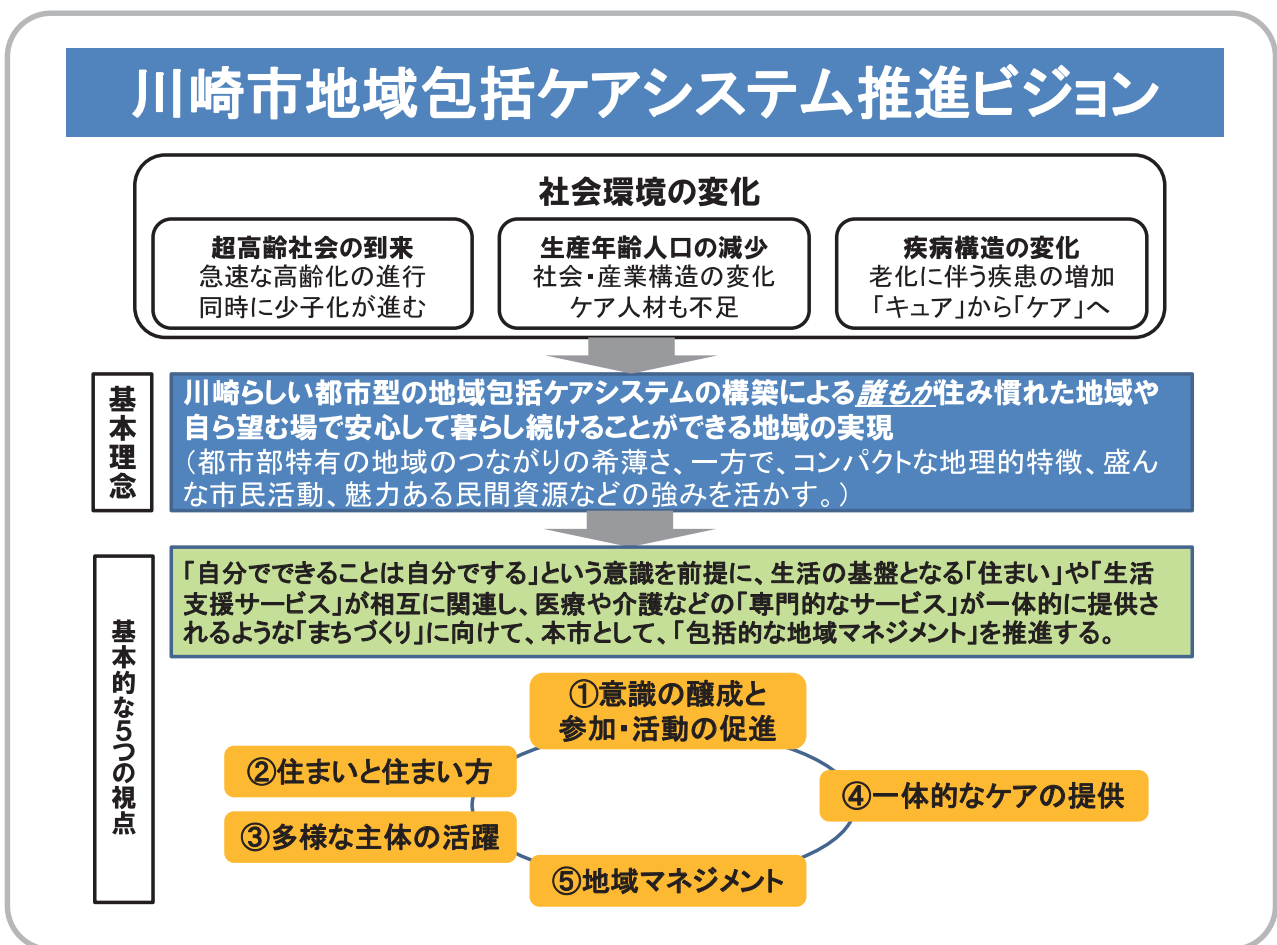 川崎市地域包括ケアシステム推進ビジョン
社会環境の変化
超高齢社会の到来
急速な高齢化の進行
同時に少子化が進む
生産年齢人口の減少
社会・産業構造の変化
ケア人材も不足
疾病構造の変化
老化に伴う疾患の増加
「キュア」から「ケア」へ
基本理念
川崎らしい都市型の地域包括ケアシステムの構築による誰もが住み慣れた地域や
自ら望む場で安心して暮らし続けることができる地域の実現
（都市部特有の地域のつながりの希薄さ、一方で、コンパクトな地理的特徴、盛ん
な市民活動、魅力ある民間資源などの強みを活かす。）
基本的な5つの視点
「自分でできることは自分でする」という意識を前提に、生活の基盤となる「住まい」や「生活
支援サービス」が相互に関連し、医療や介護などの「専門的なサービス」が一体的に提供さ
れるような「まちづくり」に向けて、本市として、「包括的な地域マネジメント」を推進する。
①意識の醸成と
参加・活動の促進
②住まいと住まい方
③多様な主体の活躍
④一体的なケアの提供
⑤地域マネジメント